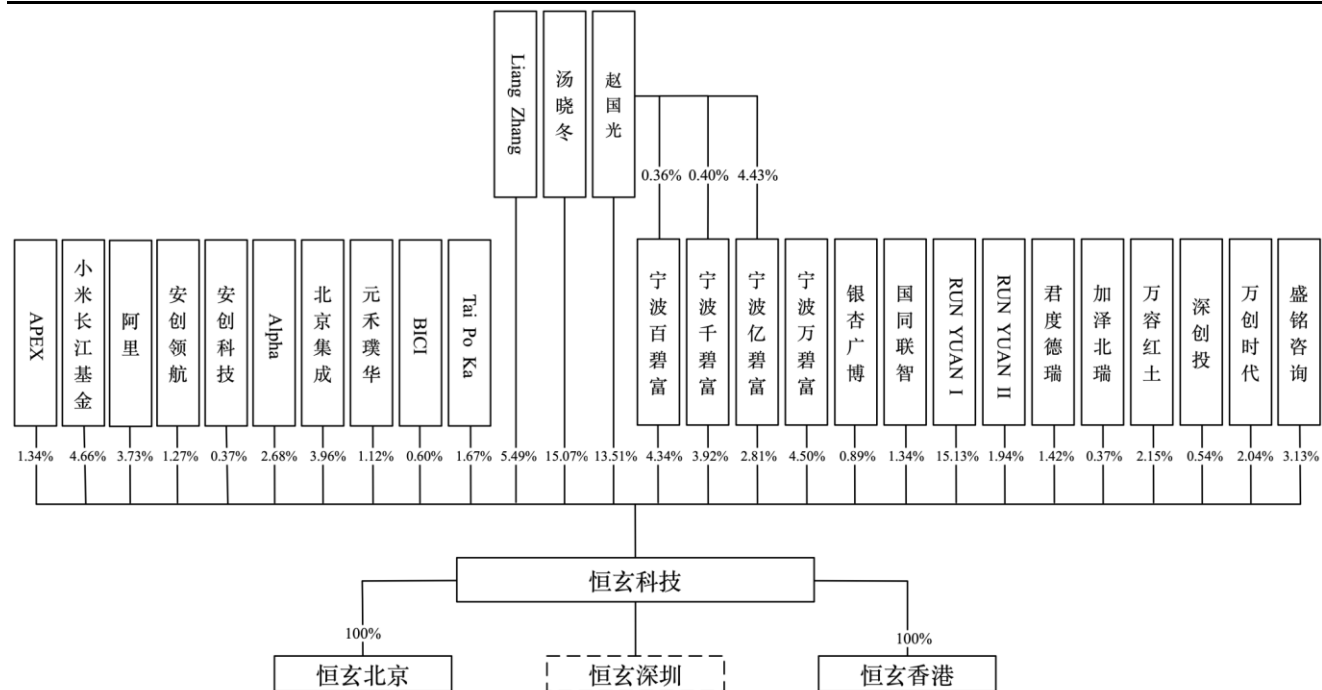 Liang Zhang
汤晓冬
赵国光
0.36% 0.40% 4.43%
APEX
小米长江基金
阿里
安创领航
安创科技
Alpha
北京集成
元禾璞华
BICI
Tai Po Ka
宁波百碧富
宁波千碧富
宁波亿碧富
宁波万碧富
银杏广博
国同联智
RUN YUAN I
RUN YUAN II
君度德瑞
加泽北瑞
万容红土
深创投
万创时代
盛铭咨询
1.34% 4.66% 3.73% 1.27% 0.37% 2.68% 3.96% 1.12% 0.60% 1.67% 5.49% 15.07% 13.51% 4.34% 3.92% 2.81% 4.50% 0.89% 1.34% 15.13% 1.94% 1.42% 0.37% 2.15% 0.54% 2.04% 3.13%
恒玄科技
100% 100%
恒玄北京 恒玄深圳 恒玄香港